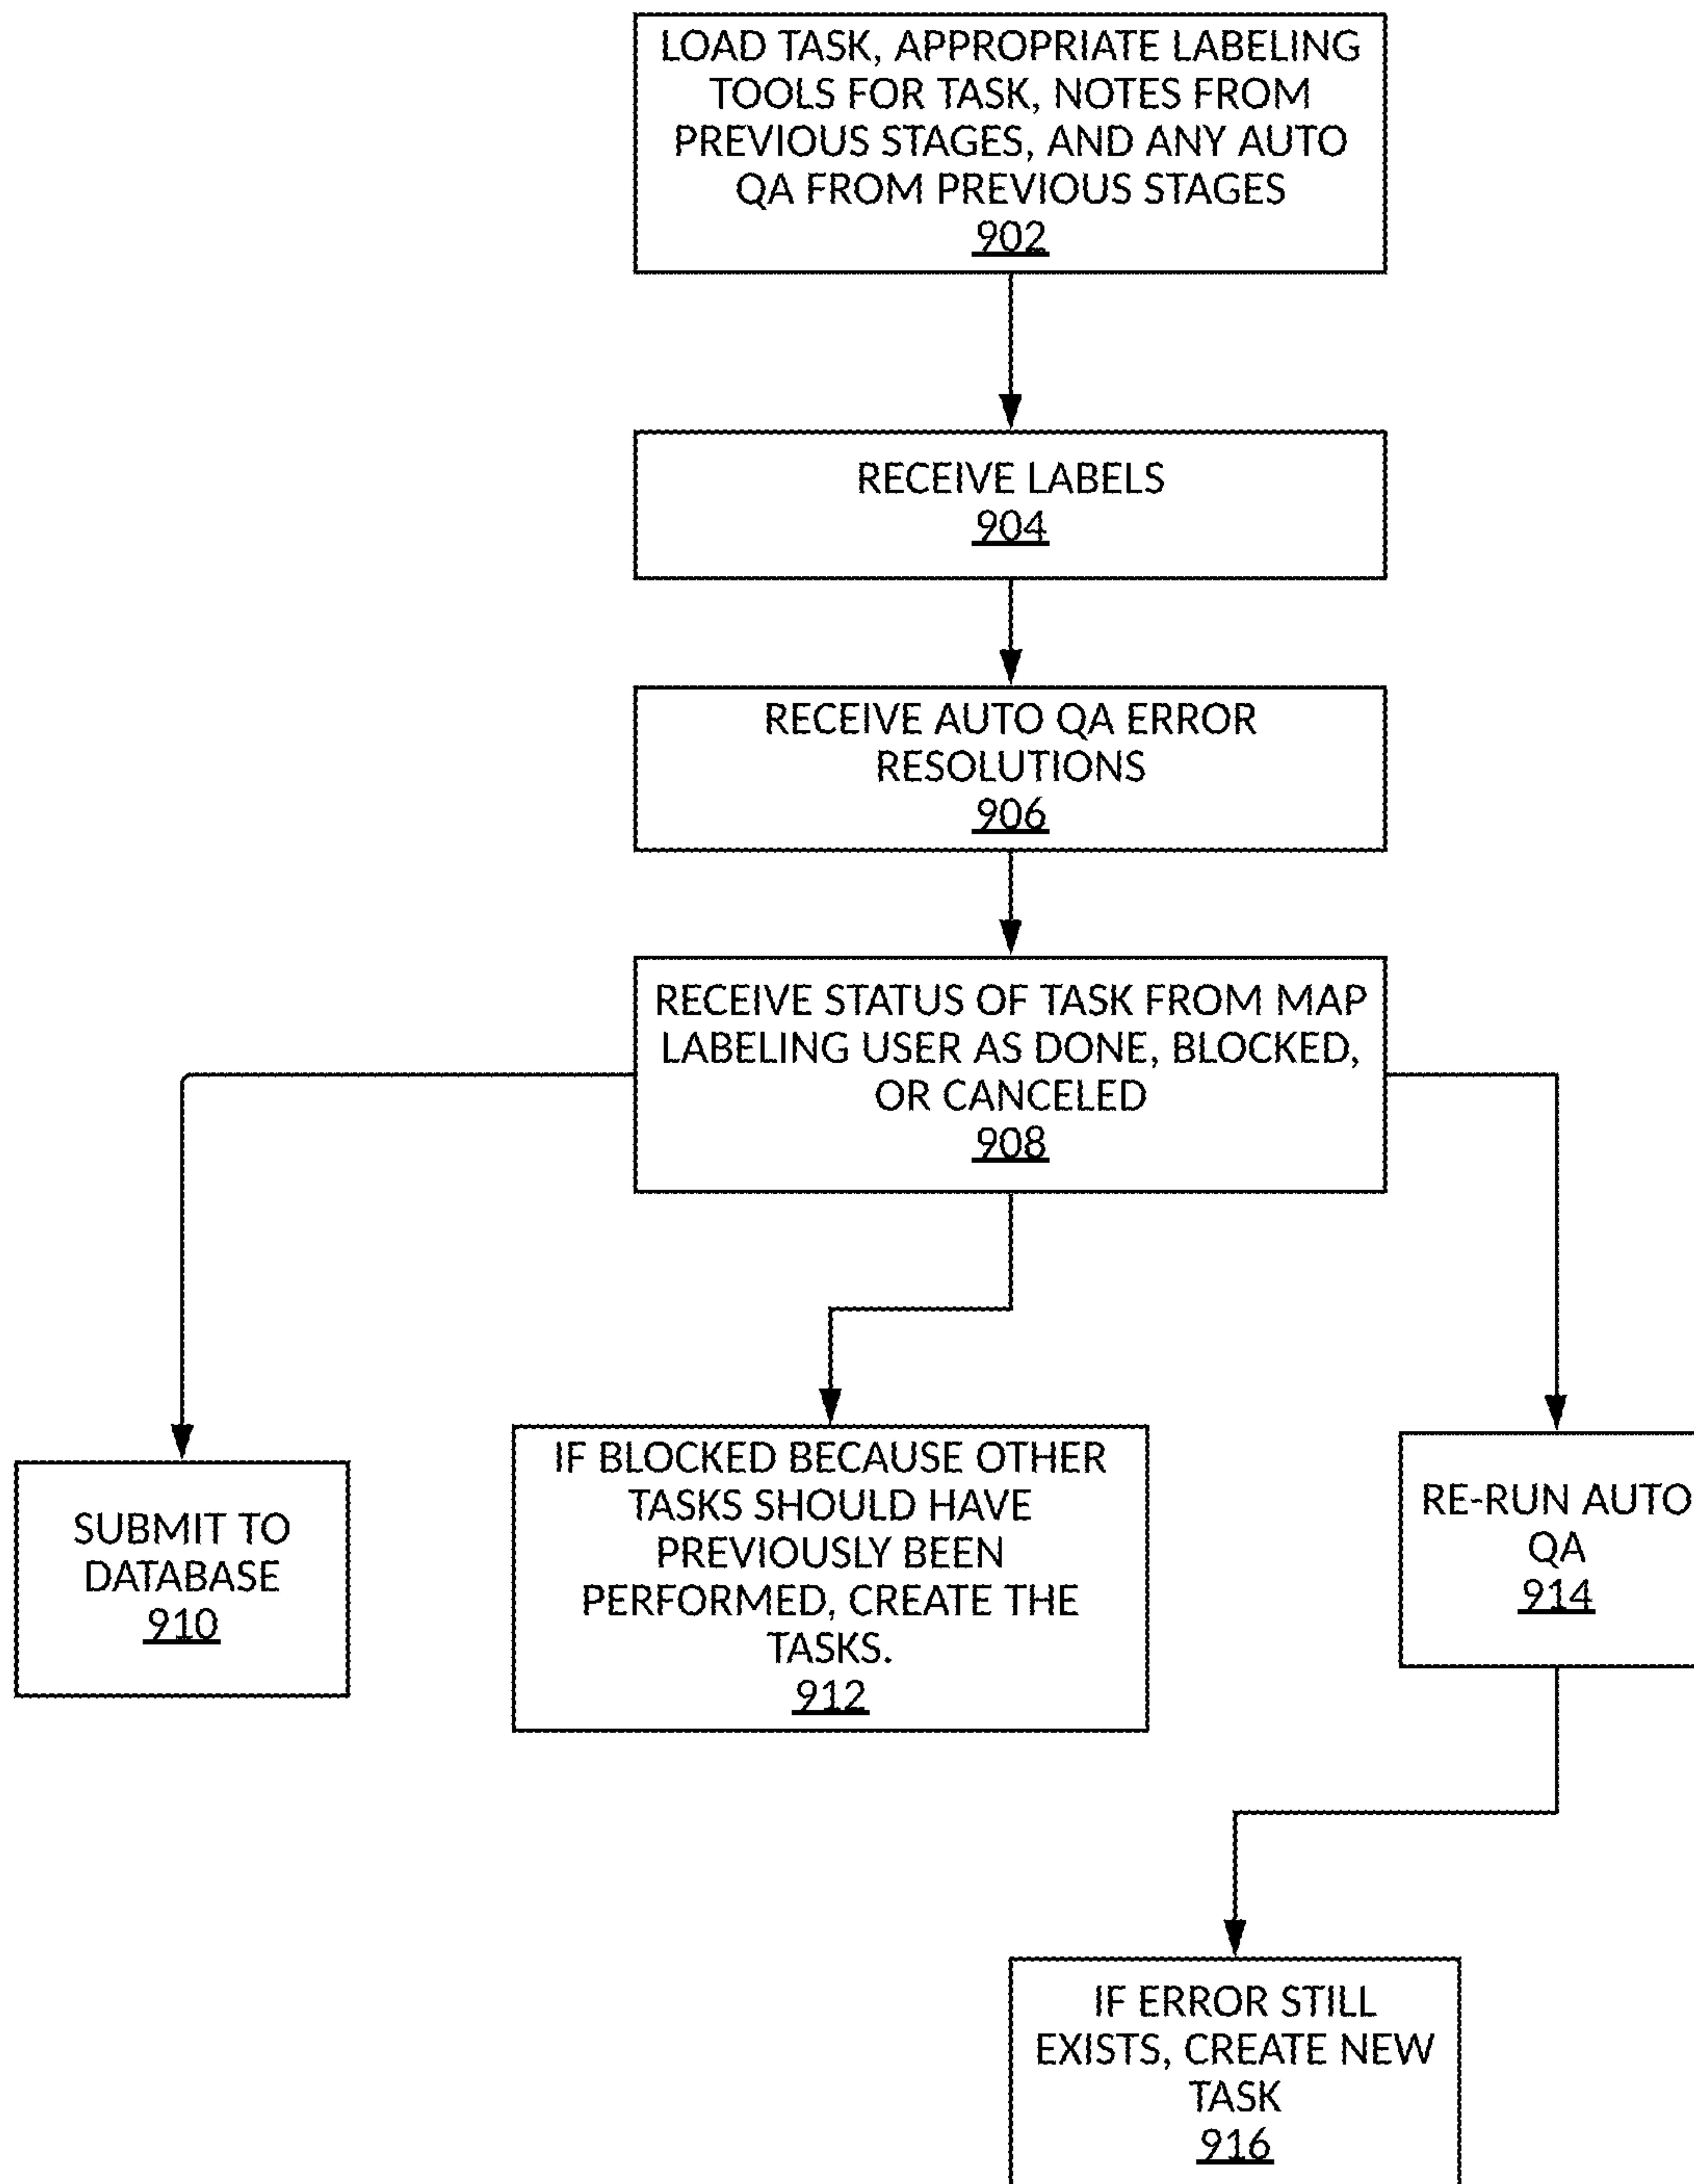 LOAD TASK, APPROPRIATE LABELING
TOOLS FOR TASK, NOTES FROM
PREVIOUS STAGES, AND ANY AUTO
QA FROM PREVIOUS STAGES
902
RECEIVE LABELS
904
RECEIVE AUTO QA ERROR
RESOLUTIONS
906
RECEIVE STATUS OF TASK FROM MAP
LABELING USER AS DONE, BLOCKED,
OR CANCELED
908
SUBMIT TO
DATABASE
910
IF BLOCKED BECAUSE OTHER
TASKS SHOULD HAVE
PREVIOUSLY BEEN
PERFORMED, CREATE THE
TASKS.
912
RE-RUN AUTO
QA
914
IF ERROR STILL
EXISTS, CREATE NEW
TASK
916